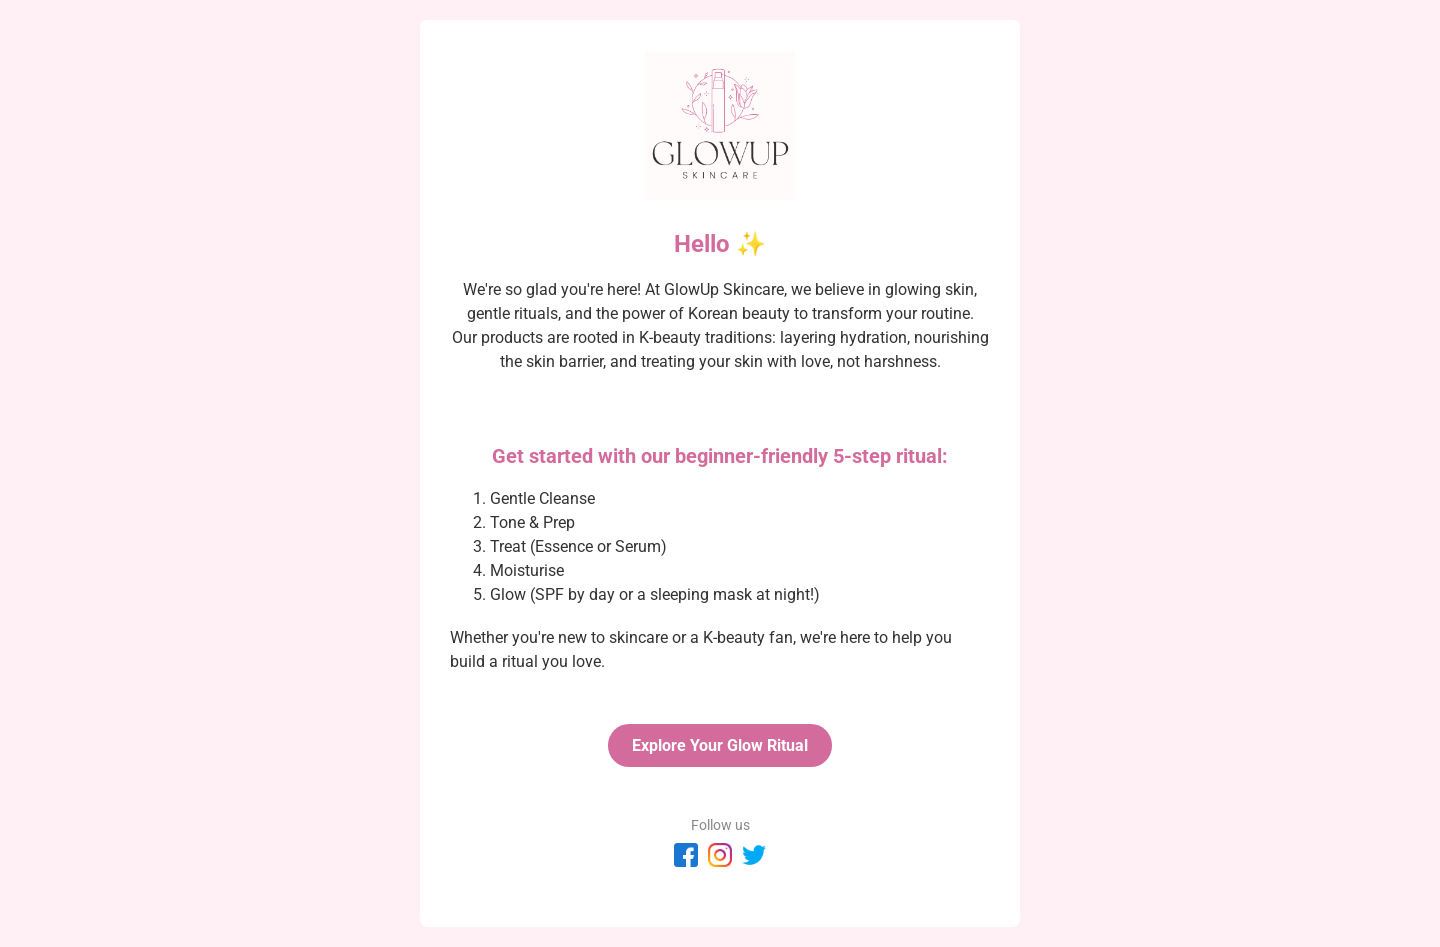 GLOWUP
SKINCARE
Hello ✨
We're so glad you're here! At GlowUp Skincare, we believe in glowing skin,
gentle rituals, and the power of Korean beauty to transform your routine.
Our products are rooted in K-beauty traditions: layering hydration, nourishing
the skin barrier, and treating your skin with love, not harshness.
Get started with our beginner-friendly 5-step ritual:
1. Gentle Cleanse
2. Tone & Prep
3. Treat (Essence or Serum)
4. Moisturise
5. Glow (SPF by day or a sleeping mask at night!)
Whether you're new to skincare or a K-beauty fan, we're here to help you
build a ritual you love.
Explore Your Glow Ritual
Follow us